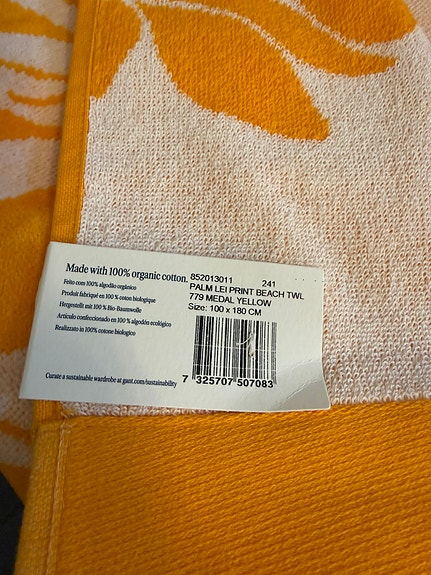 Made with 100% organic cotton.
Feito com 100% algodão orgânico
Produit fabriqué en 100 % coton biologique
Hergestellt mit 100 % Bio-Baumwolle
Artículo confeccionado en 100 % algodón ecológico
Realizzato in 100% cotone biologico
Curate a sustainable wardrobe at gant.com/sustainability
852013011 241
PALM LEI PRINT BEACH TWL
779 MEDAL YELLOW
Size: 100 x 180 CM
7 325707 507083